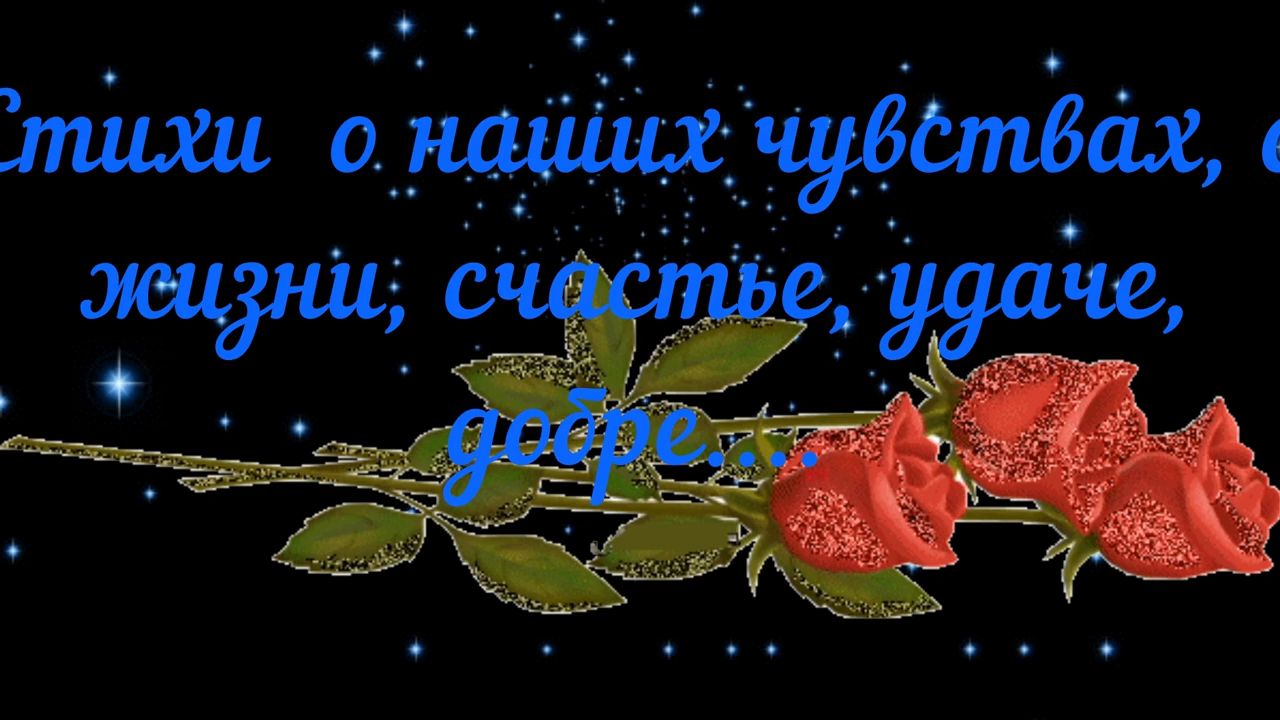 Стихи о наших чувствах,
жизни, счастье, удаче,
добре....